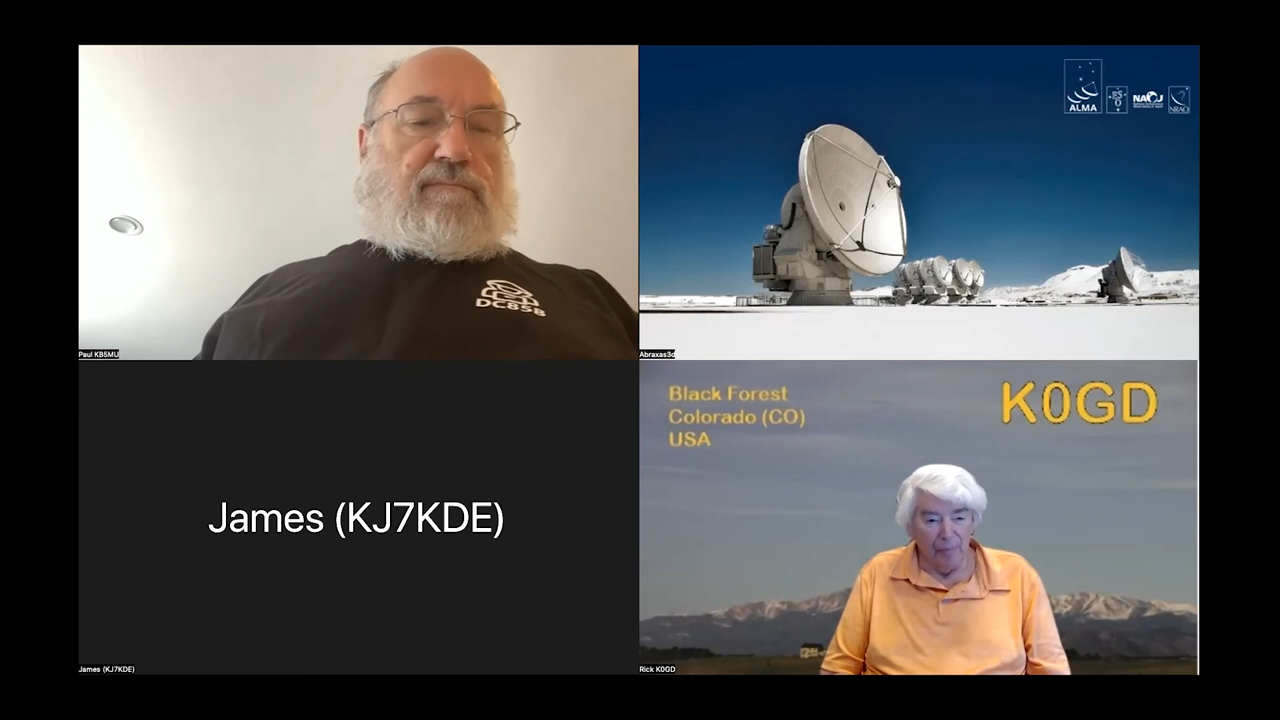 DC858
Paul KB5MU
ALMA
ES
O
NAOJ
NRAO
Abraxas3d
James (KJ7KDE)
James (KJ7KDE)
Black Forest
Colorado (CO)
USA
K0GD
Rick K0GD